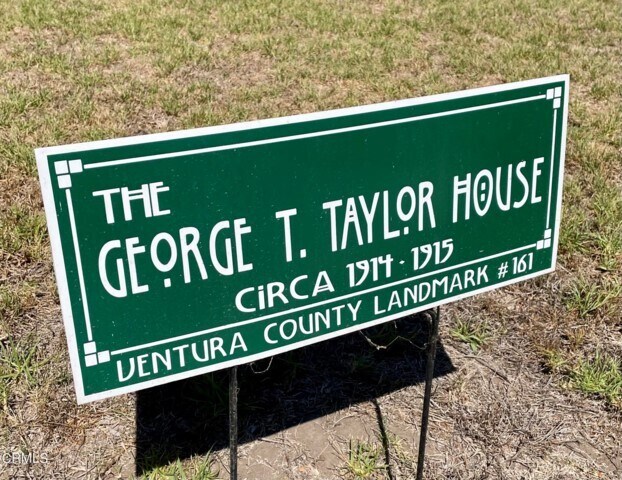 THE
GEORGE T. TAYLOR HOUSE
CIRCA 1914 - 1915
VENTURA COUNTY LANDMARK # 161
CRMLS